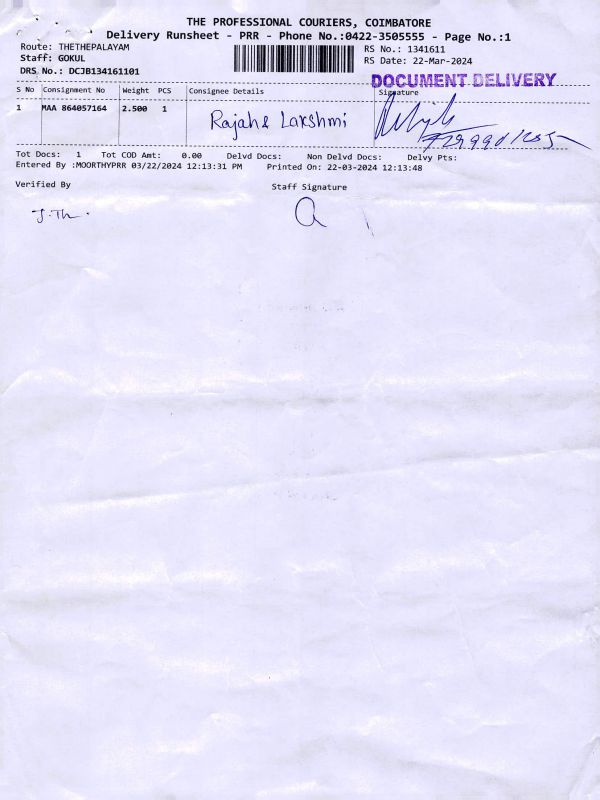 THE PROFESSIONAL COURIERS, COIMBATORE
Delivery Runsheet - PRR - Phone No.:0422-3505555 - Page No.:1
Route: THETHEPALAYAM
Staff: GOKUL
DRS No.: DCJB134161101
RS No.: 1341611
RS Date: 22-Mar-2024
DOCUMENT DELIVERY
S No Consignment No Weight PCS Consignee Details Signature
1 MAA 864057164 2.500 1 Rajah & Lakshmi
Tot Docs: 1 Tot COD Amt: 0.00 Delvd Docs: Non Delvd Docs: Delvy Pts:
Entered By :MOORTHYPRR 03/22/2024 12:13:31 PM Printed On: 22-03-2024 12:13:48
Verified By Staff Signature